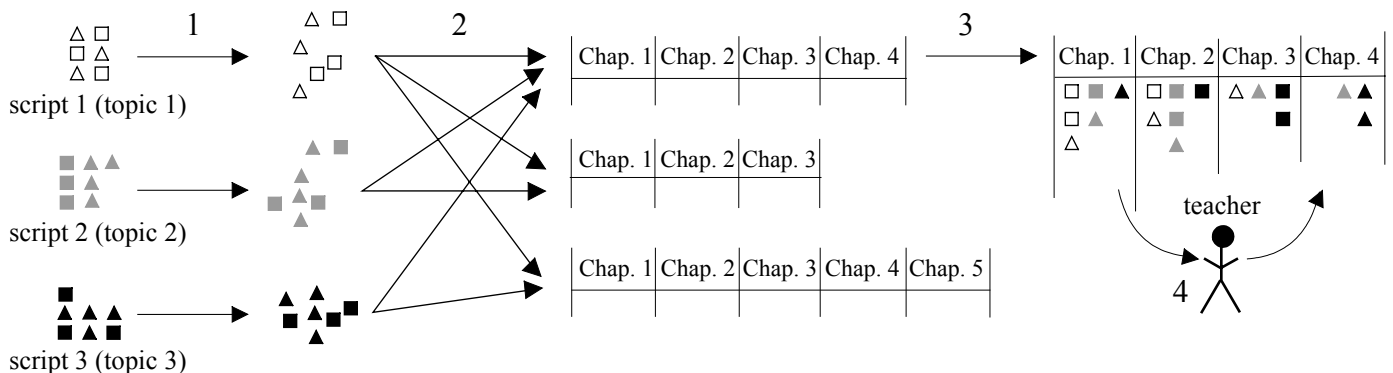 1
2
3
script 1 (topic 1)
Chap. 1 Chap. 2 Chap. 3 Chap. 4
Chap. 1 Chap. 2 Chap. 3 Chap. 4
script 2 (topic 2)
Chap. 1 Chap. 2 Chap. 3
teacher
script 3 (topic 3)
Chap. 1 Chap. 2 Chap. 3 Chap. 4 Chap. 5
4